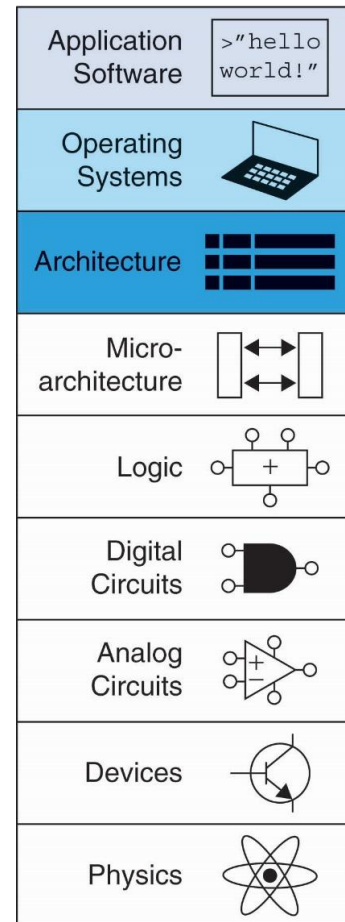 Application
Software
>"hello
world!"
Operating
Systems
Architecture
Micro-
architecture
Logic
+
Digital
Circuits
Analog
Circuits
+
−
Devices
Physics